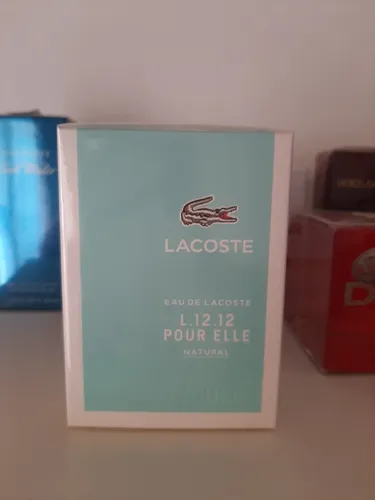 LACOSTE
EAU DE LACOSTE
L.12.12
POUR ELLE
NATURAL